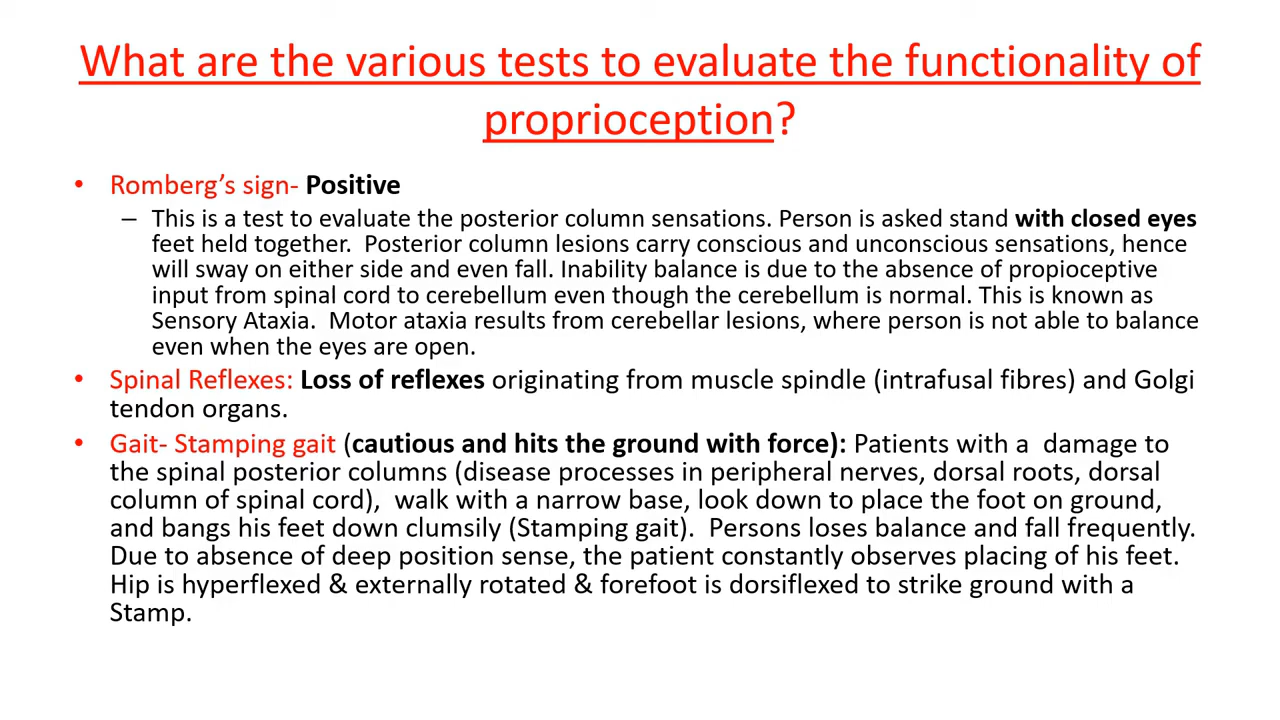 What are the various tests to evaluate the functionality of
proprioception?
• Romberg’s sign- Positive
– This is a test to evaluate the posterior column sensations. Person is asked stand with closed eyes
feet held together. Posterior column lesions carry conscious and unconscious sensations, hence
will sway on either side and even fall. Inability balance is due to the absence of propioceptive
input from spinal cord to cerebellum even though the cerebellum is normal. This is known as
Sensory Ataxia. Motor ataxia results from cerebellar lesions, where person is not able to balance
even when the eyes are open.
• Spinal Reflexes: Loss of reflexes originating from muscle spindle (intrafusal fibres) and Golgi
tendon organs.
• Gait- Stamping gait (cautious and hits the ground with force): Patients with a damage to
the spinal posterior columns (disease processes in peripheral nerves, dorsal roots, dorsal
column of spinal cord), walk with a narrow base, look down to place the foot on ground,
and bangs his feet down clumsily (Stamping gait). Persons loses balance and fall frequently.
Due to absence of deep position sense, the patient constantly observes placing of his feet.
Hip is hyperflexed & externally rotated & forefoot is dorsiflexed to strike ground with a
Stamp.